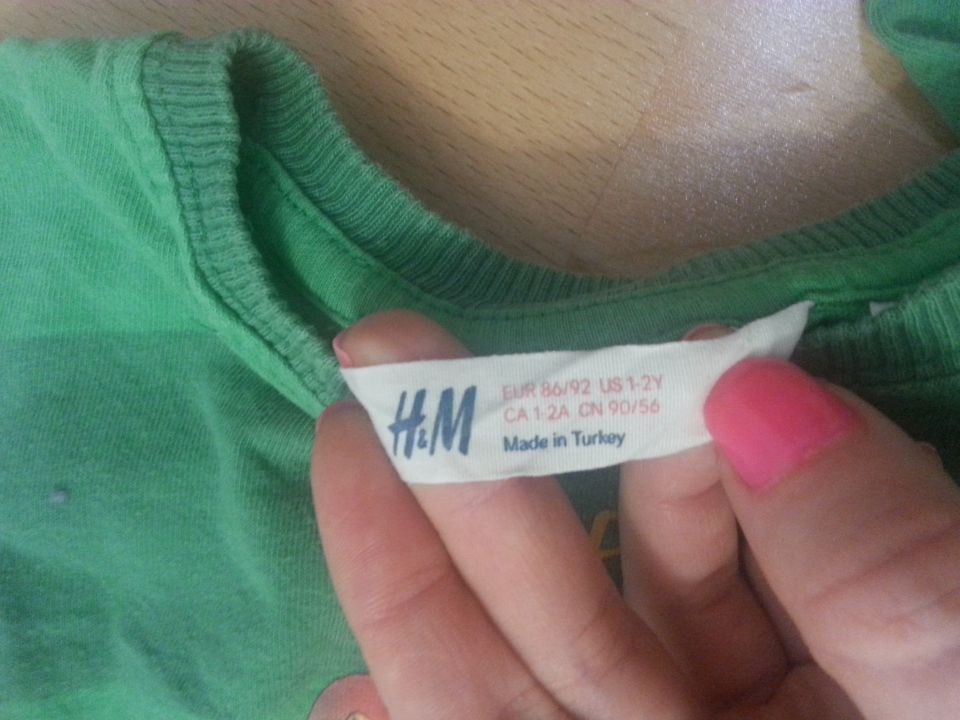 H&M
EUR 86/92 US 1-2Y
CA 1-2A CN 90/56
Made in Turkey